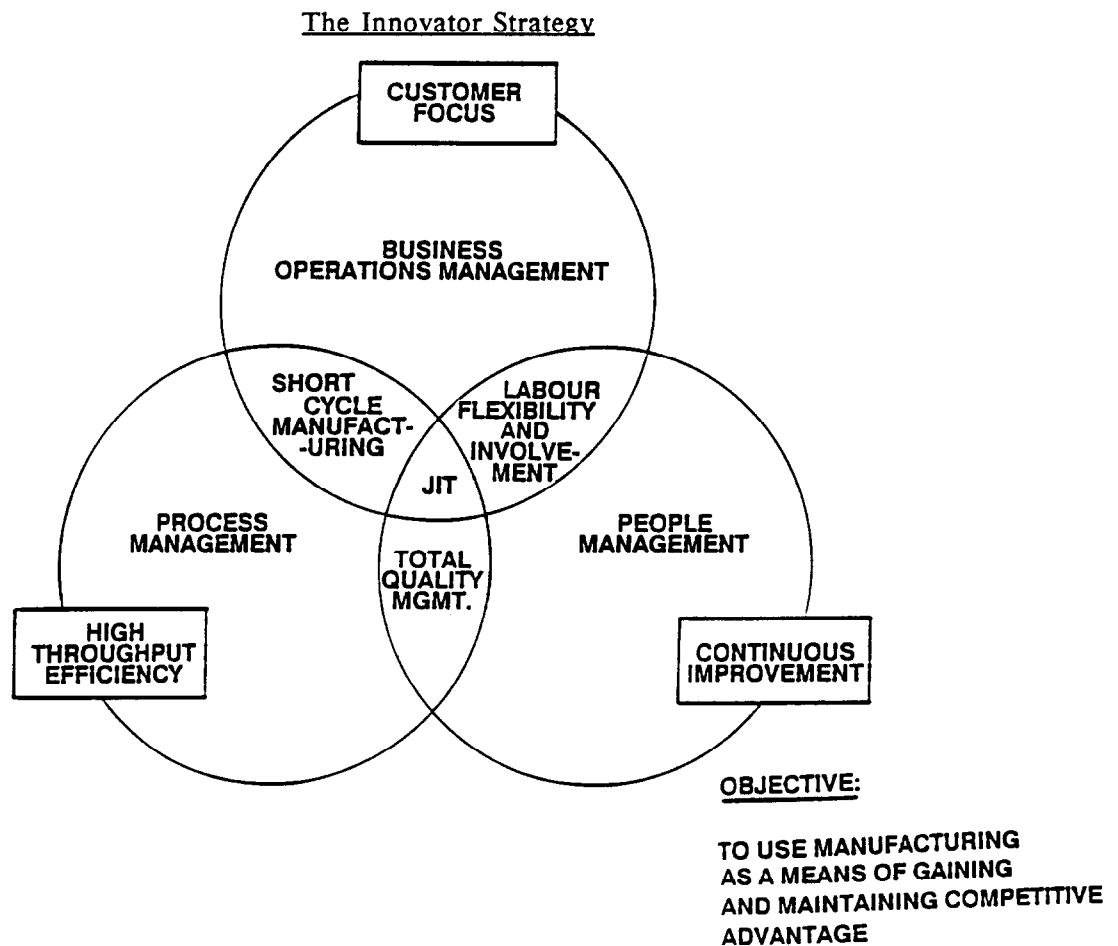 The Innovator Strategy
CUSTOMER
FOCUS
BUSINESS
OPERATIONS MANAGEMENT
SHORT
CYCLE
MANUFACT-
-URING
LABOUR
FLEXIBILITY
AND
INVOLVE-
MENT
JIT
PROCESS
MANAGEMENT
PEOPLE
MANAGEMENT
TOTAL
QUALITY
MGMT.
HIGH
THROUGHPUT
EFFICIENCY
CONTINUOUS
IMPROVEMENT
OBJECTIVE:
TO USE MANUFACTURING
AS A MEANS OF GAINING
AND MAINTAINING COMPETITIVE
ADVANTAGE